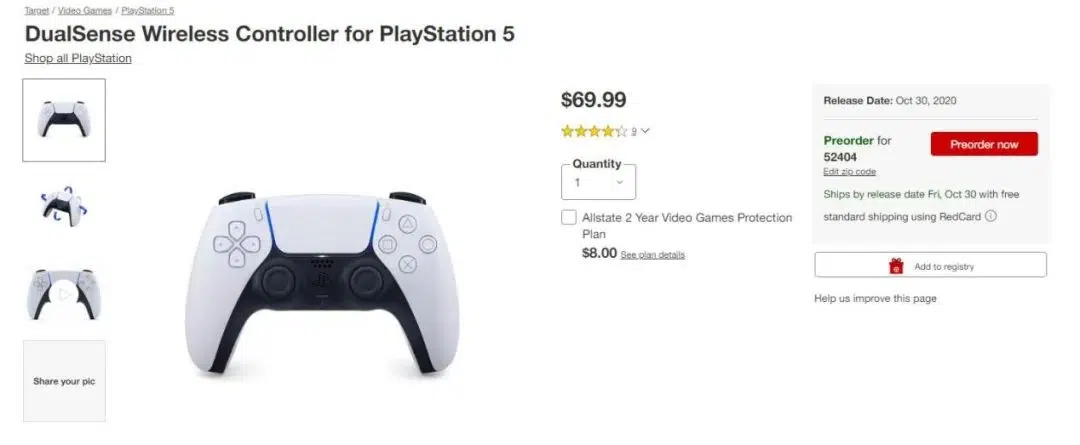 Target / Video Games / PlayStation 5
DualSense Wireless Controller for PlayStation 5
Shop all PlayStation
Share your pic
$69.99
9
Quantity
1
Allstate 2 Year Video Games Protection
Plan
$8.00 See plan details
Release Date: Oct 30, 2020
Preorder for
52404
Edit zip code
Preorder now
Ships by release date Fri, Oct 30 with free
standard shipping using RedCard
Add to registry
Help us improve this page